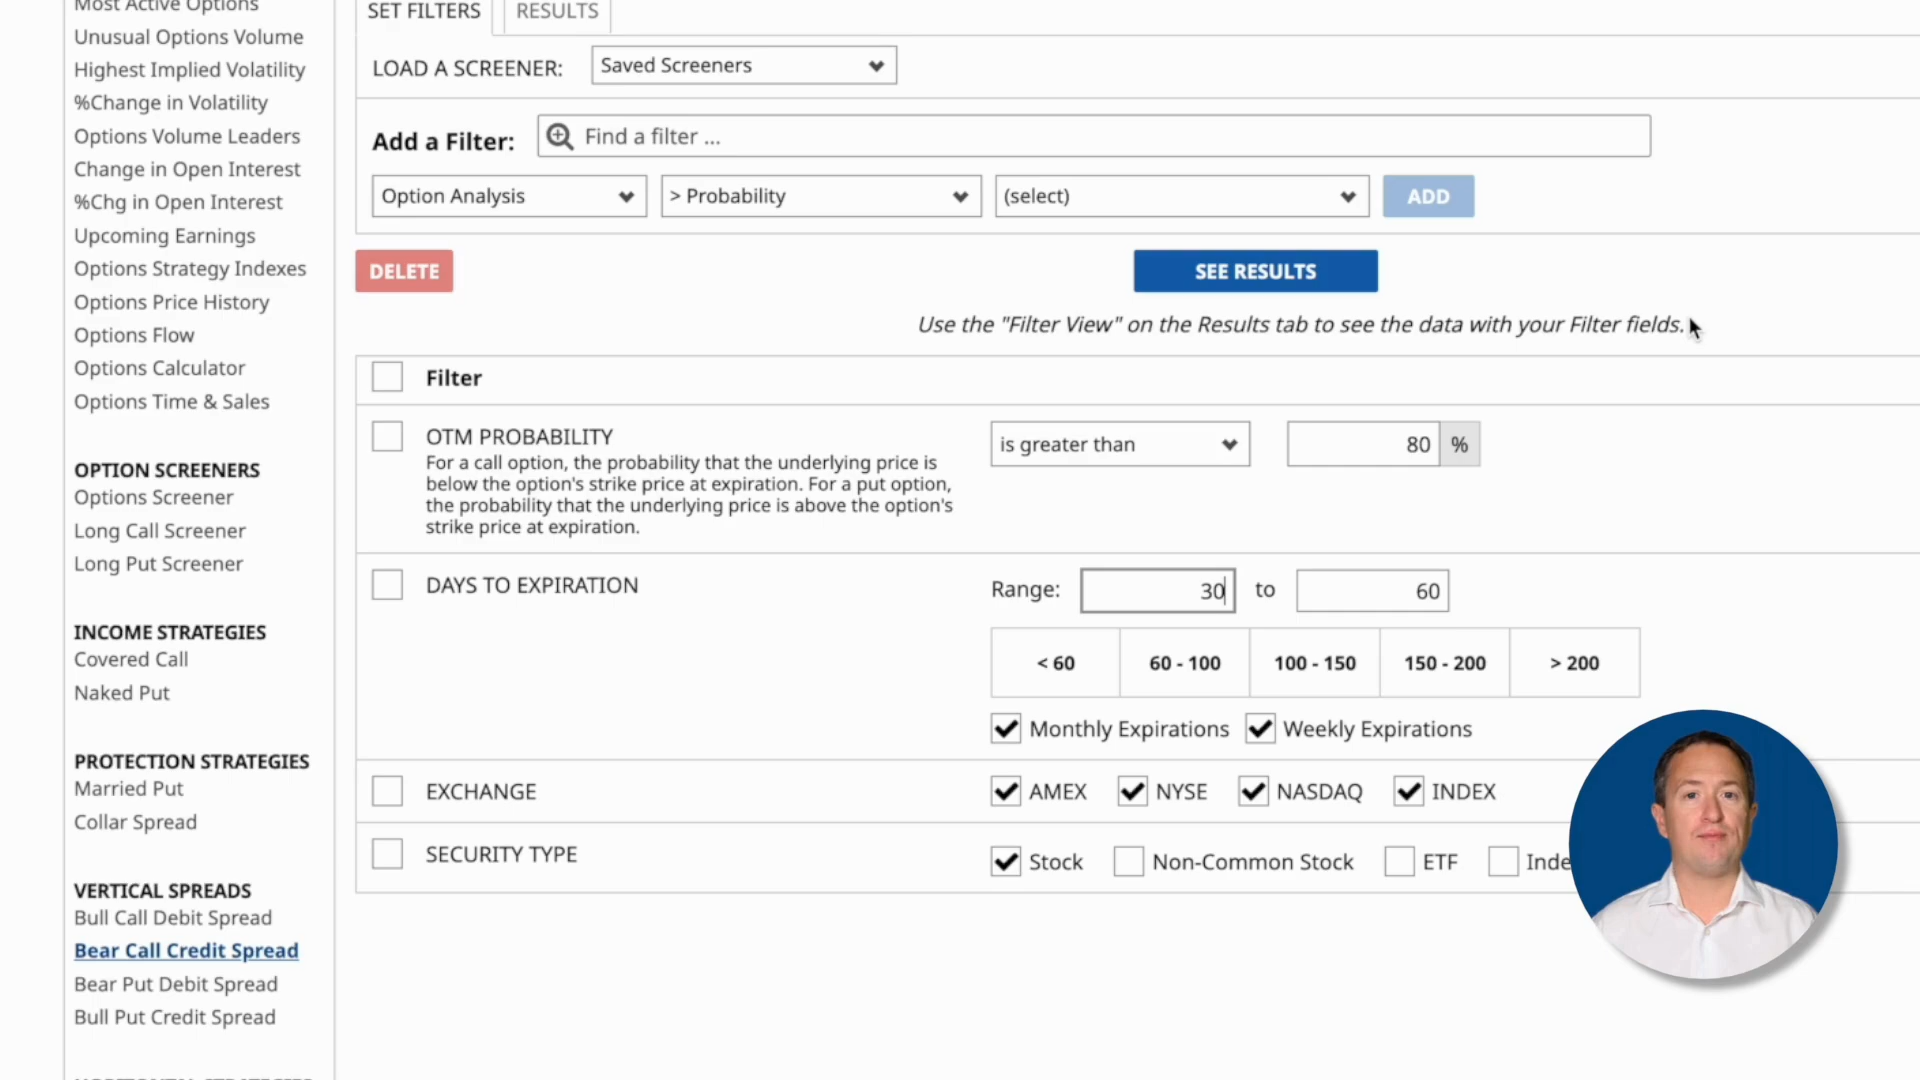 Most Active Options
Unusual Options Volume
Highest Implied Volatility
%Change in Volatility
Options Volume Leaders
Change in Open Interest
%Chg in Open Interest
Upcoming Earnings
Options Strategy Indexes
Options Price History
Options Flow
Options Calculator
Options Time & Sales
OPTION SCREENERS
Options Screener
Long Call Screener
Long Put Screener
INCOME STRATEGIES
Covered Call
Naked Put
PROTECTION STRATEGIES
Married Put
Collar Spread
VERTICAL SPREADS
Bull Call Debit Spread
Bear Call Credit Spread
Bear Put Debit Spread
Bull Put Credit Spread
SET FILTERS RESULTS
LOAD A SCREENER: Saved Screeners
Add a Filter: Find a filter ...
Option Analysis > Probability (select) ADD
DELETE SEE RESULTS
Use the "Filter View" on the Results tab to see the data with your Filter fields.
Filter
OTM PROBABILITY is greater than 80 %
For a call option, the probability that the underlying price is
below the option's strike price at expiration. For a put option,
the probability that the underlying price is above the option's
strike price at expiration.
DAYS TO EXPIRATION Range: 30 to 60
< 60 60 - 100 100 - 150 150 - 200 > 200
Monthly Expirations Weekly Expirations
EXCHANGE AMEX NYSE NASDAQ INDEX
SECURITY TYPE Stock Non-Common Stock ETF Inde